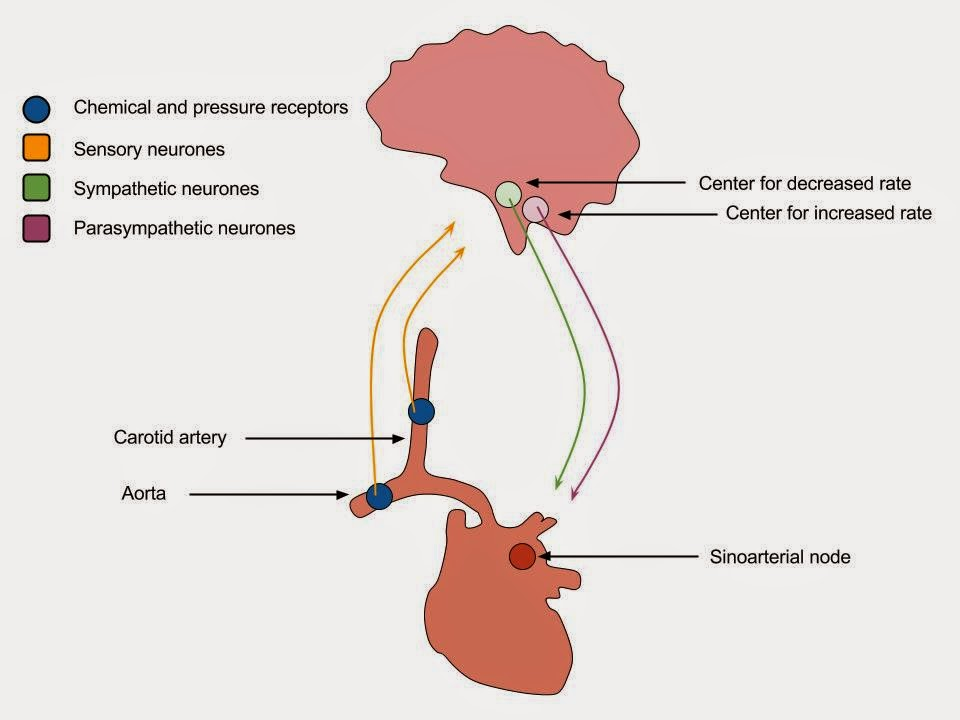 Chemical and pressure receptors
Sensory neurones
Sympathetic neurones
Parasympathetic neurones
Center for decreased rate
Center for increased rate
Carotid artery
Aorta
Sinoarterial node